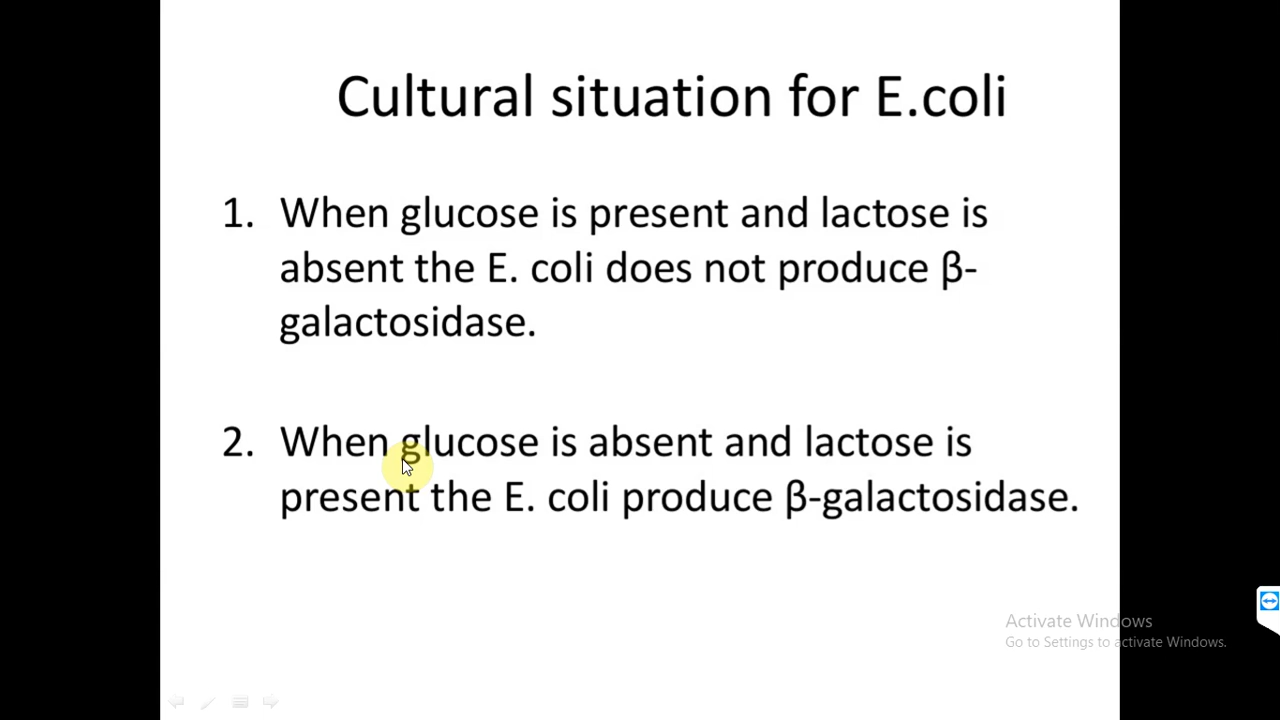 Cultural situation for E.coli
1. When glucose is present and lactose is
absent the E. coli does not produce β-
galactosidase.
2. When glucose is absent and lactose is
present the E. coli produce β-galactosidase.
Activate Windows
Go to Settings to activate Windows.